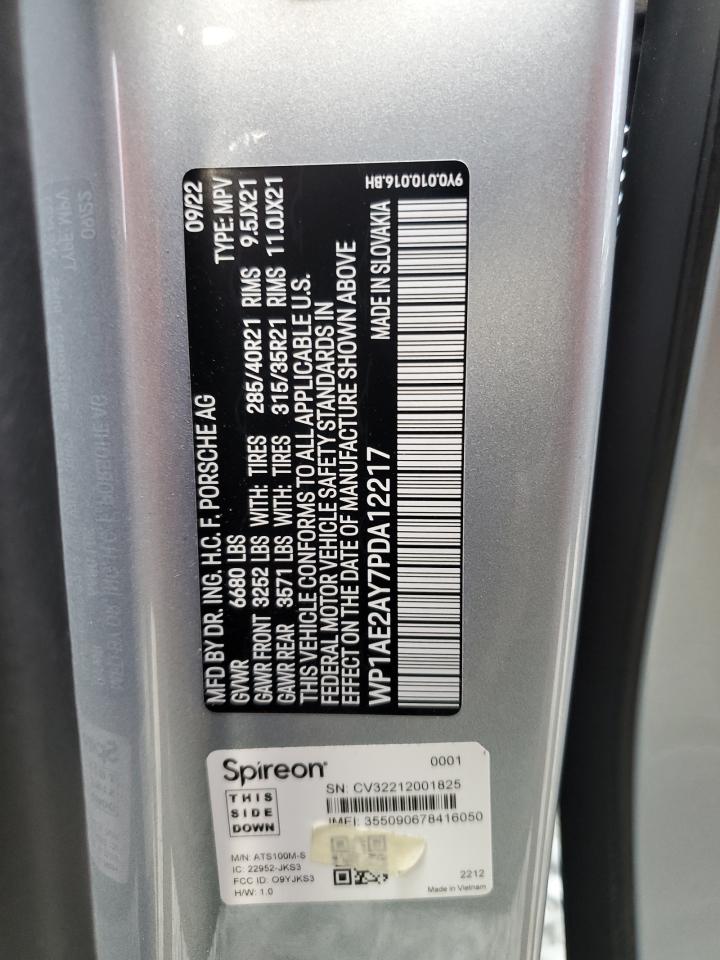 MFD BY DR. ING. H.C. F. PORSCHE AG 09/22
GVWR 6680 LBS TYPE: MPV
GAWR FRONT 3252 LBS WITH: TIRES 285/40R21 RIMS 9.5JX21
GAWR REAR 3571 LBS WITH: TIRES 315/35R21 RIMS 11.0JX21
THIS VEHICLE CONFORMS TO ALL APPLICABLE U.S.
FEDERAL MOTOR VEHICLE SAFETY STANDARDS IN
EFFECT ON THE DATE OF MANUFACTURE SHOWN ABOVE
WP1AE2AY7PDA12217 MADE IN SLOVAKIA
9Y0.010.016.BH
Spireon® 0001
THIS
SIDE
DOWN
SN: CV32212001825
IMEI: 355090678416050
M/N: ATS100M-S
IC: 22952-JKS3
FCC ID: O9YJKS3
H/W: 1.0
2212
Made in Vietnam